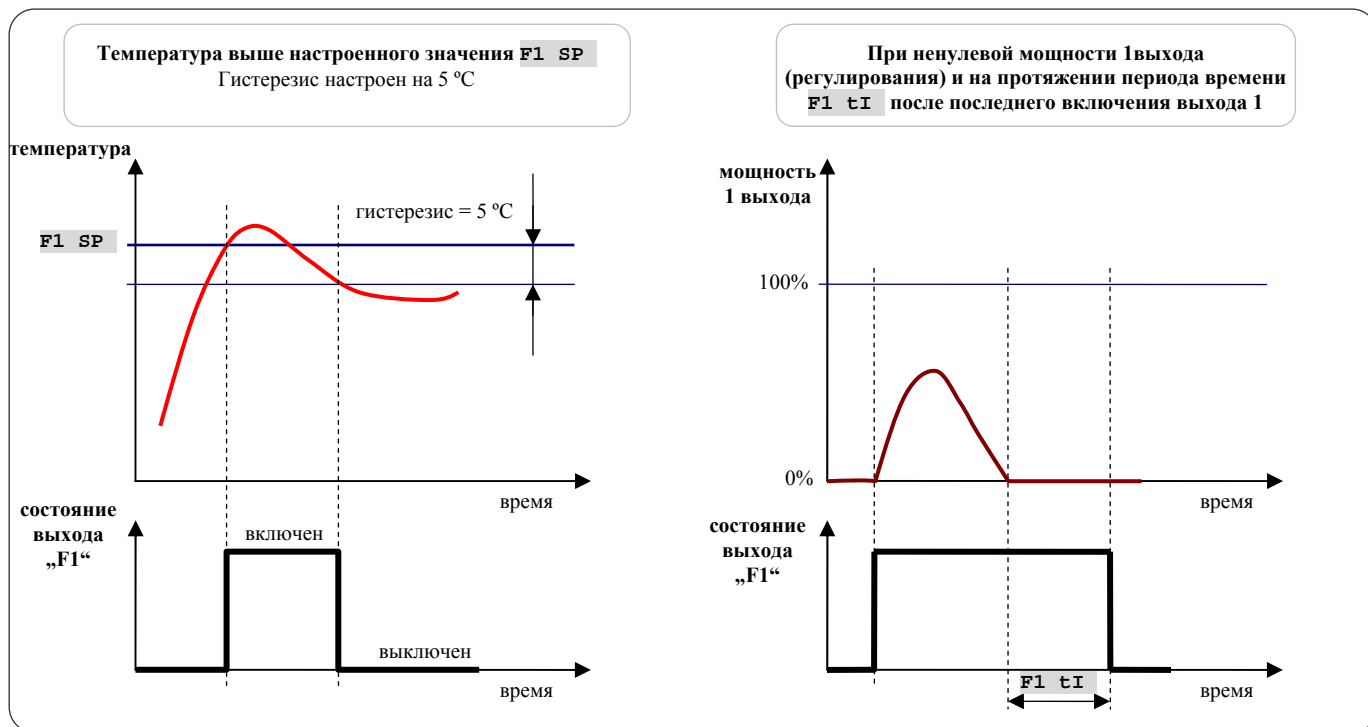 Температура выше настроенного значения F1 SP
Гистерезис настроен на 5 ºC
температура
гистерезис = 5 ºC
F1 SP
время
состояние
выхода
„F1“
включен
выключен
время
При ненулевой мощности 1выхода
(регулирования) и на протяжении периода времени
F1 tI после последнего включения выхода 1
мощность
1 выхода
100%
0%
время
состояние
выхода
„F1“
F1 tI
время